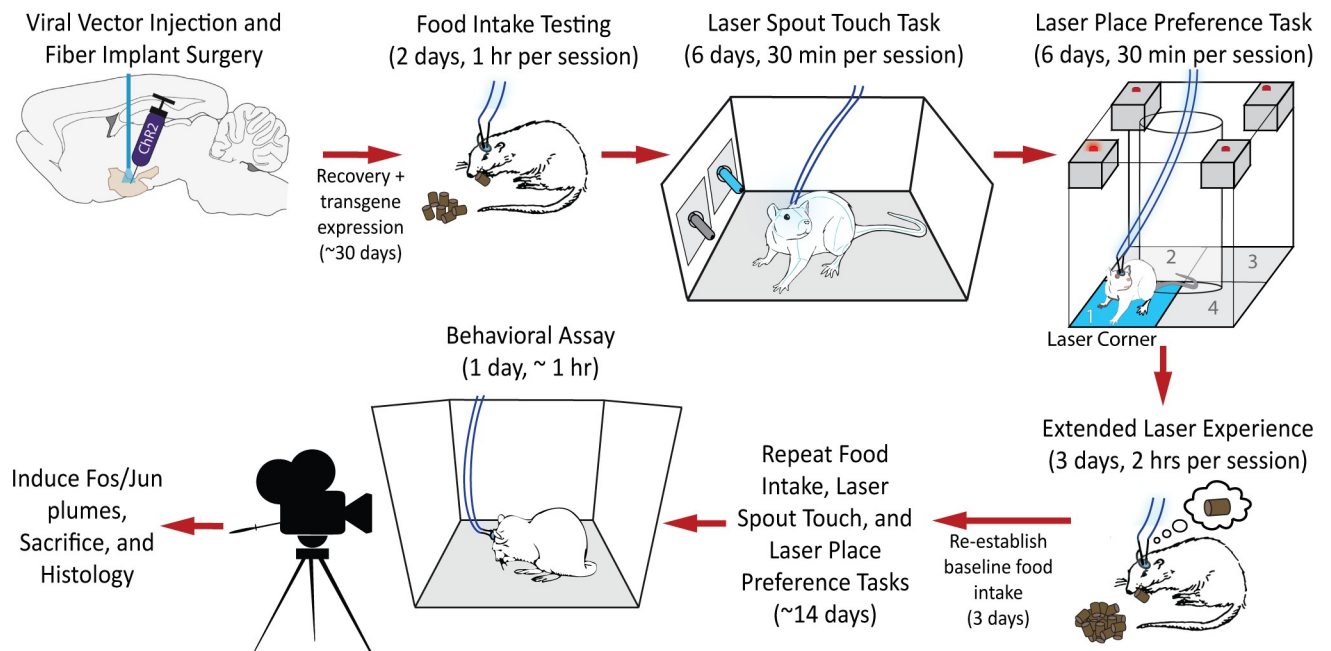 Viral Vector Injection and
Fiber Implant Surgery
ChR2
Recovery +
transgene
expression
(~30 days)
Food Intake Testing
(2 days, 1 hr per session)
Laser Spout Touch Task
(6 days, 30 min per session)
Laser Place Preference Task
(6 days, 30 min per session)
2
3
1
4
Laser Corner
Extended Laser Experience
(3 days, 2 hrs per session)
Re-establish
baseline food
intake
(3 days)
Repeat Food
Intake, Laser
Spout Touch, and
Laser Place
Preference Tasks
(~14 days)
Behavioral Assay
(1 day, ~ 1 hr)
Induce Fos/Jun
plumes,
Sacrifice, and
Histology